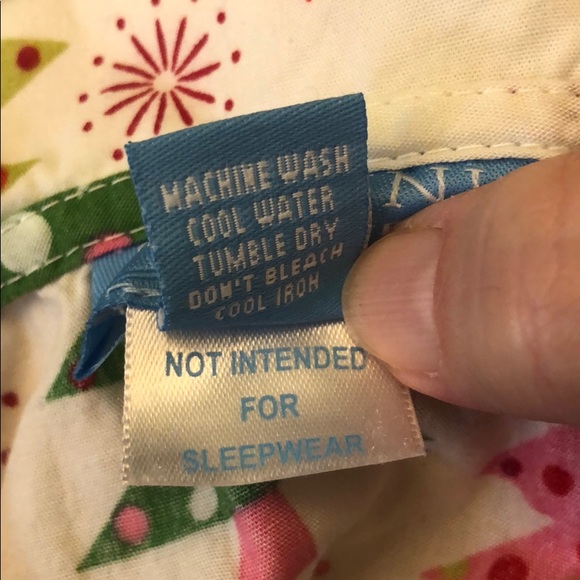 MACHINE WASH
COOL WATER
TUMBLE DRY
DON'T BLEACH
COOL IRON
NOT INTENDED
FOR
SLEEPWEAR